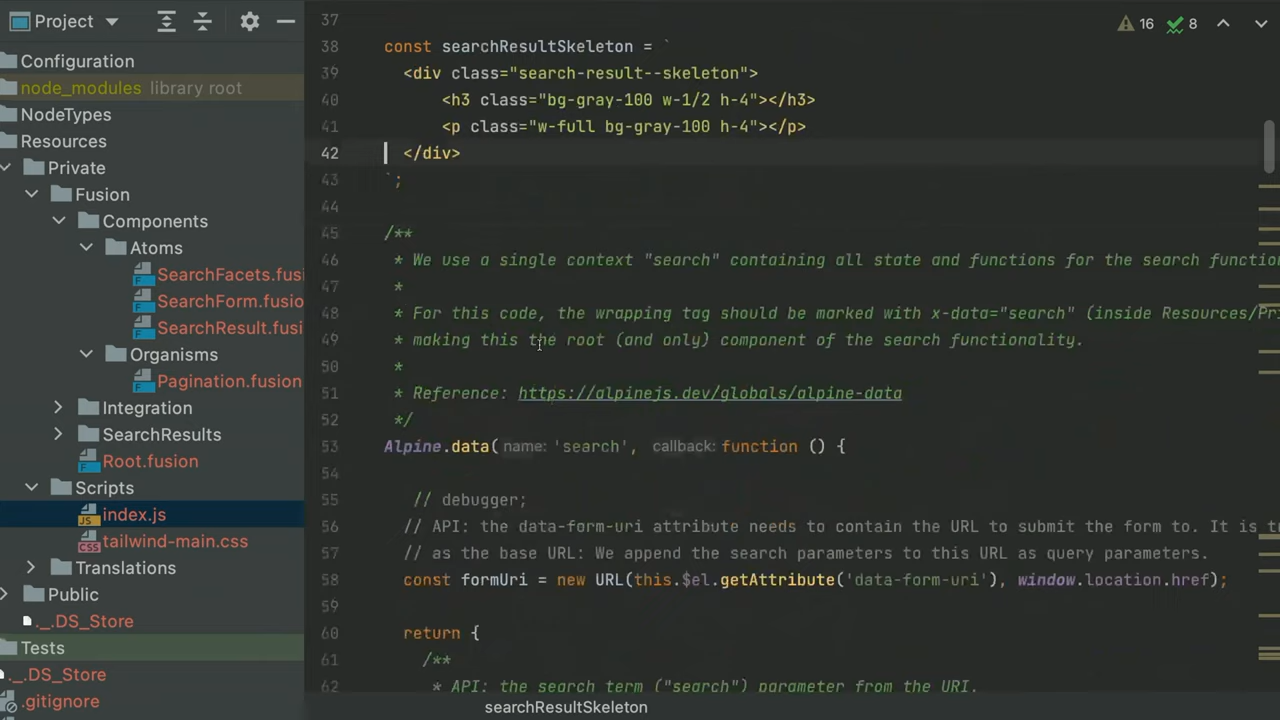 Project
Configuration
node_modules library root
NodeTypes
Resources
Private
Fusion
Components
Atoms
SearchFacets.fusi
SearchForm.fusion
SearchResult.fusi
Organisms
Pagination.fusion
Integration
SearchResults
Root.fusion
Scripts
JS index.js
CSS tailwind-main.css
Translations
Public
._.DS_Store
Tests
._.DS_Store
.gitignore
16 8
37
38 const searchResultSkeleton = `
39 <div class="search-result--skeleton">
40 <h3 class="bg-gray-100 w-1/2 h-4"></h3>
41 <p class="w-full bg-gray-100 h-4"></p>
42 </div>
43 `;
44
45 /**
46 * We use a single context "search" containing all state and functions for the search function
47 *
48 * For this code, the wrapping tag should be marked with x-data="search" (inside Resources/Pri
49 * making this the root (and only) component of the search functionality.
50 *
51 * Reference: https://alpinejs.dev/globals/alpine-data
52 */
53 Alpine.data( name: 'search', callback: function () {
54
55 // debugger;
56 // API: the data-form-uri attribute needs to contain the URL to submit the form to. It is t
57 // as the base URL: We append the search parameters to this URL as query parameters.
58 const formUri = new URL(this.$el.getAttribute('data-form-uri'), window.location.href);
59
60 return {
61 /**
62 * API: the search term ("search") parameter from the URI.
searchResultSkeleton